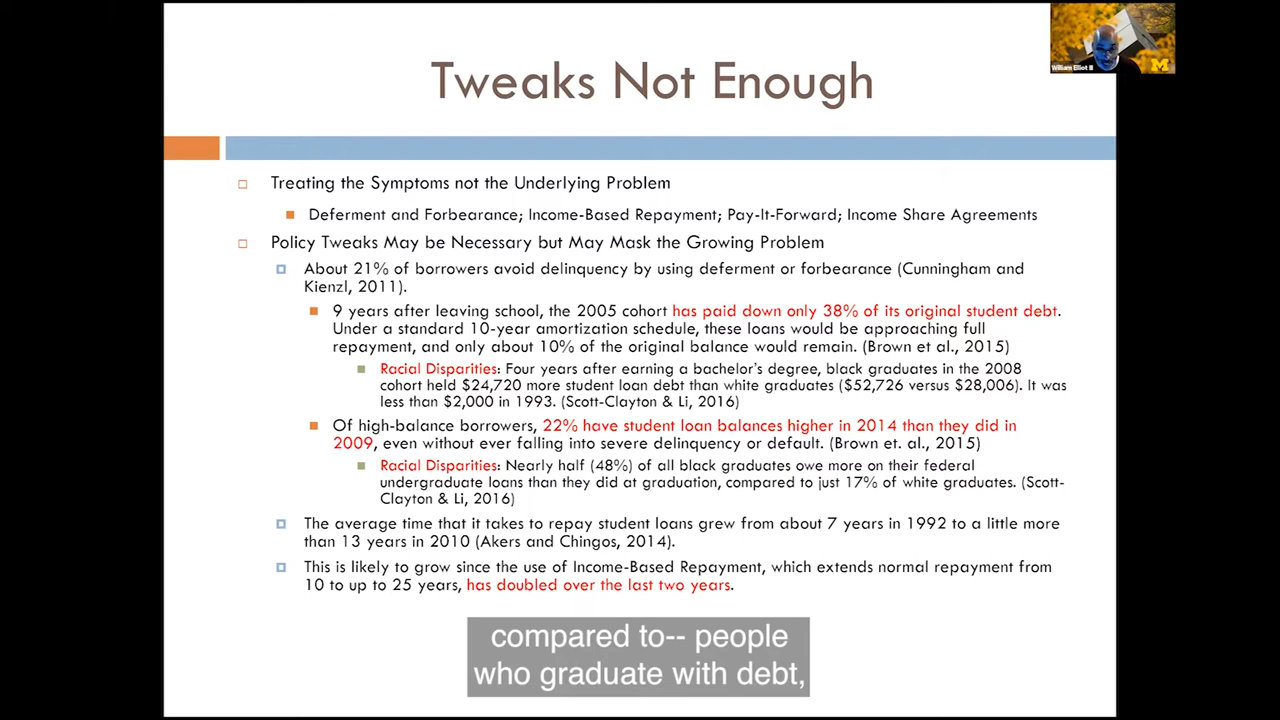 William Elliot III
M
Tweaks Not Enough
Treating the Symptoms not the Underlying Problem
Deferment and Forbearance; Income-Based Repayment; Pay-It-Forward; Income Share Agreements
Policy Tweaks May be Necessary but May Mask the Growing Problem
About 21% of borrowers avoid delinquency by using deferment or forbearance (Cunningham and
Kienzl, 2011).
9 years after leaving school, the 2005 cohort has paid down only 38% of its original student debt.
Under a standard 10-year amortization schedule, these loans would be approaching full
repayment, and only about 10% of the original balance would remain. (Brown et al., 2015)
Racial Disparities: Four years after earning a bachelor's degree, black graduates in the 2008
cohort held $24,720 more student loan debt than white graduates ($52,726 versus $28,006). It was
less than $2,000 in 1993. (Scott-Clayton & Li, 2016)
Of high-balance borrowers, 22% have student loan balances higher in 2014 than they did in
2009, even without ever falling into severe delinquency or default. (Brown et. al., 2015)
Racial Disparities: Nearly half (48%) of all black graduates owe more on their federal
undergraduate loans than they did at graduation, compared to just 17% of white graduates. (Scott-
Clayton & Li, 2016)
The average time that it takes to repay student loans grew from about 7 years in 1992 to a little more
than 13 years in 2010 (Akers and Chingos, 2014).
This is likely to grow since the use of Income-Based Repayment, which extends normal repayment from
10 to up to 25 years, has doubled over the last two years.
compared to-- people
who graduate with debt,